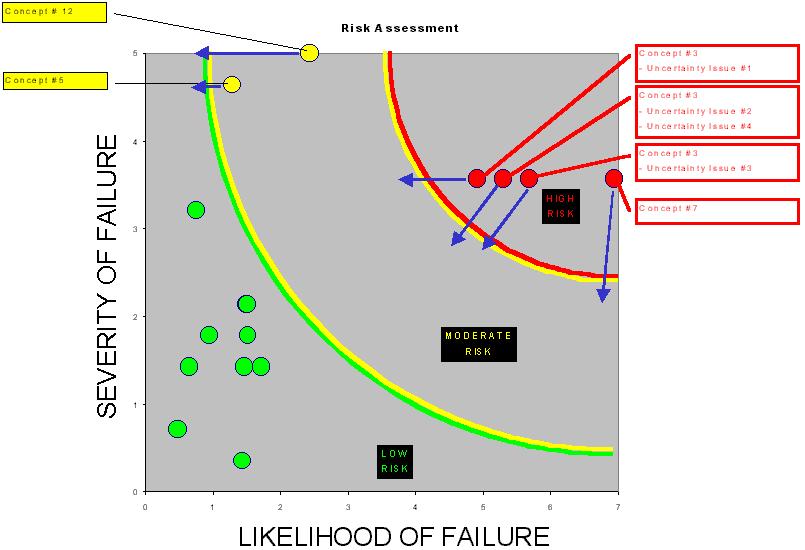 Concept # 12
Risk Assessment
Concept #5
Concept #3
- Uncertainty Issue #1
Concept #3
- Uncertainty Issue #2
- Uncertainty Issue #4
Concept #3
- Uncertainty Issue #3
Concept #7
HIGH
RISK
MODERATE
RISK
LOW
RISK
SEVERITY OF FAILURE
5
4
3
2
1
0
0 1 2 3 4 5 6 7
LIKELIHOOD OF FAILURE